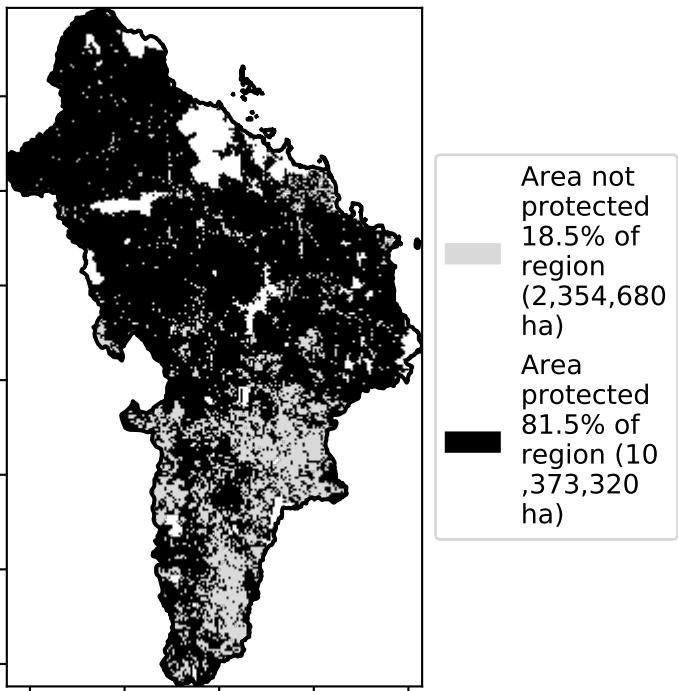 Area not
protected
18.5% of
region
(2,354,680
ha)
Area
protected
81.5% of
region (10
,373,320
ha)